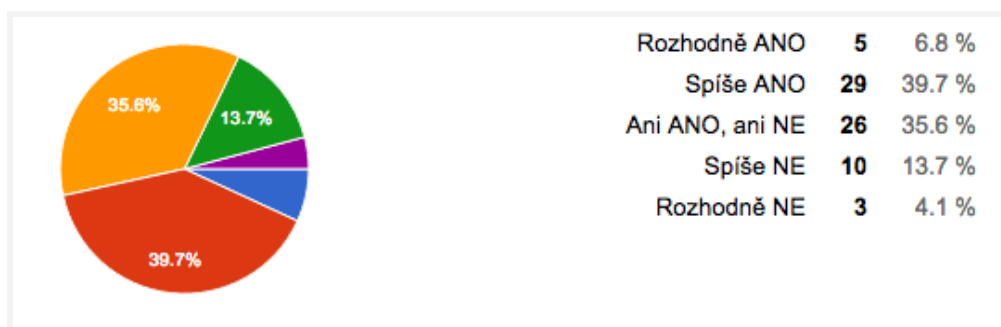 35.6%
13.7%
39.7%
Rozhodně ANO 5 6.8 %
Spíše ANO 29 39.7 %
Ani ANO, ani NE 26 35.6 %
Spíše NE 10 13.7 %
Rozhodně NE 3 4.1 %